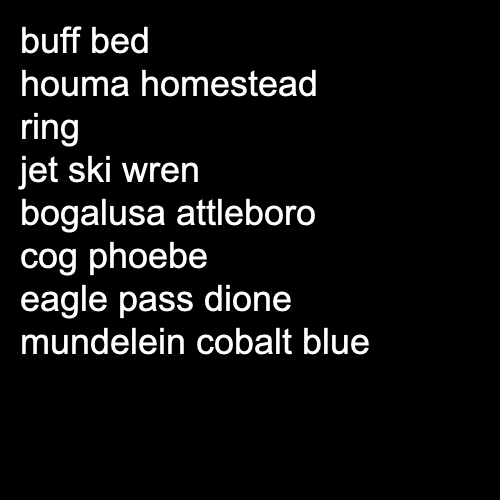 buff bed
houma homestead
ring
jet ski wren
bogalusa attleboro
cog phoebe
eagle pass dione
mundelein cobalt blue